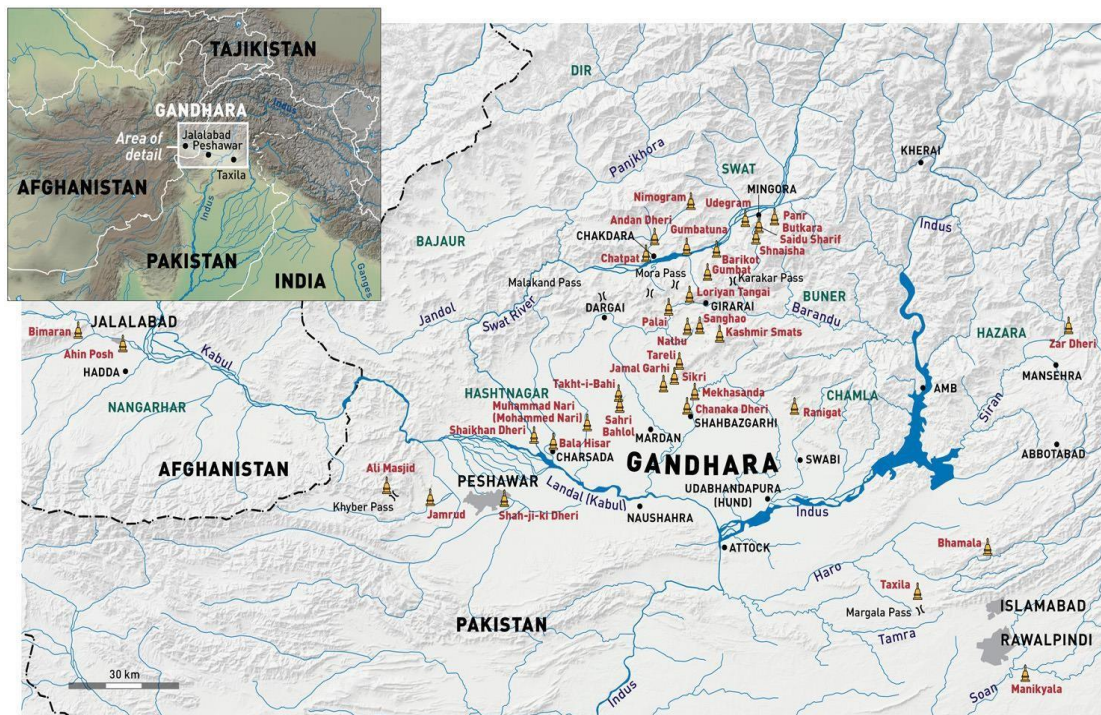 TAJIKISTAN
GANDHARA
Indus
Area of
detail
Jalalabad
Peshawar
Taxila
AFGHANISTAN
Indus
PAKISTAN
INDIA
Ganges
DIR
Panjkhora
KHERAI
SWAT
MINGORA
Nimogram
Udegram
Panr
Andan Dheri
Butkara
Gumbatuna
Saidu Sharif
Indus
BAJAUR
CHAKDARA
Shnaisha
Chatpat
Barikot
Mora Pass
Gumbat
Malakand Pass
Karakar Pass
Loriyan Tangai
BUNER
Jandol
Swat River
DARGAI
GIRARAI
Barandu
Palai
Sanghao
HAZARA
Bimaran
JALALABAD
Nathu
Kashmir Smats
Zar Dheri
Ahin Posh
Kabul
Tareli
HADDA
Jamal Garhi
Sikri
MANSEHRA
Takht-i-Bahi
HASHTNAGAR
Mekhasanda
CHAMLA
AMB
Siran
NANGARHAR
Muhammad Nari
(Mohammed Nari)
Sahri
Bahlol
Chanaka Dheri
Ranigat
SHAHBAZGARHI
Shaikhan Dheri
MARDAN
Bala Hisar
CHARSADA
ABBOTABAD
AFGHANISTAN
GANDHARA
SWABI
Ali Masjid
PESHAWAR
Landal (Kabul)
UDABHANDAPURA
(HUND)
Khyber Pass
Jamrud
Shah-ji-ki Dheri
NAUSHAHRA
Indus
ATTOCK
Bhamala
Haro
Taxila
Margala Pass
ISLAMABAD
PAKISTAN
Tamra
RAWALPINDI
30 km
Indus
Soan
Manikyala